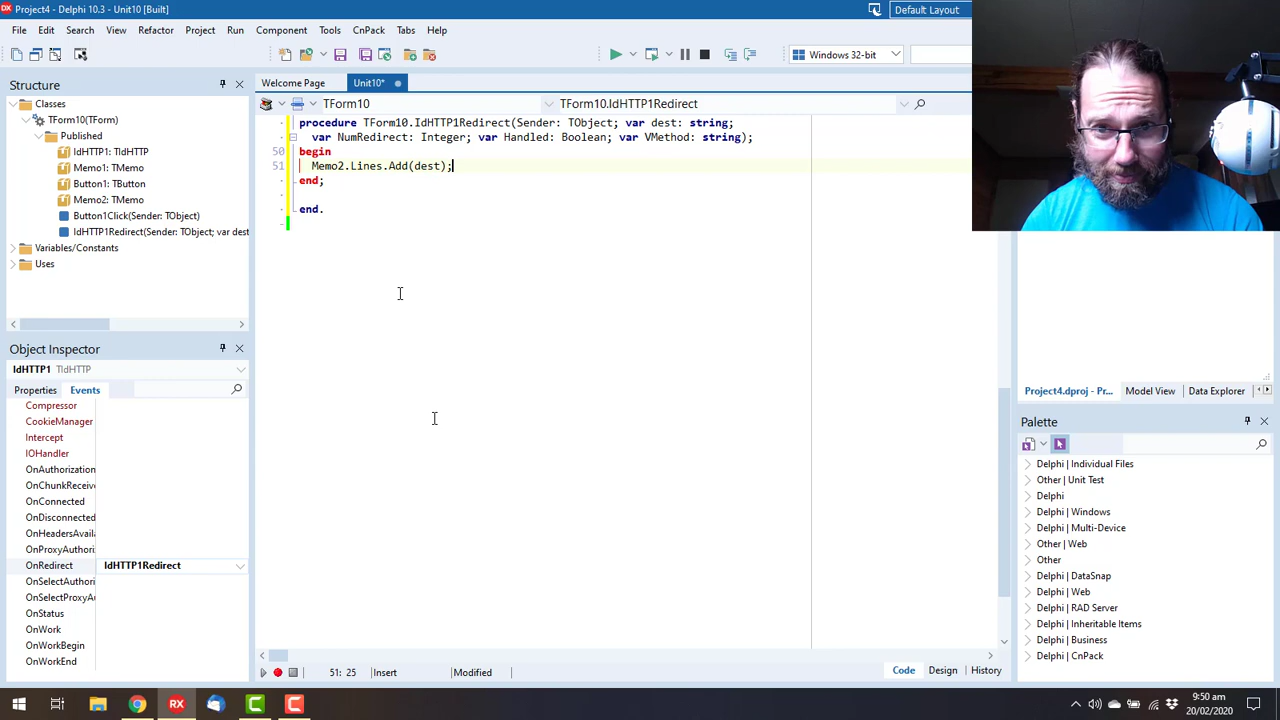 Project4 - Delphi 10.3 - Unit10 [Built]
Default Layout
File Edit Search View Refactor Project Run Component Tools CnPack Tabs Help
Windows 32-bit
Structure
Welcome Page
Unit10*
Classes
TForm10(TForm)
Published
IdHTTP1: TIdHTTP
Memo1: TMemo
Button1: TButton
Memo2: TMemo
Button1Click(Sender: TObject)
IdHTTP1Redirect(Sender: TObject; var dest
Variables/Constants
Uses
TForm10
TForm10.IdHTTP1Redirect
procedure TForm10.IdHTTP1Redirect(Sender: TObject; var dest: string;
var NumRedirect: Integer; var Handled: Boolean; var VMethod: string);
50 begin
51 Memo2.Lines.Add(dest);
end;
end.
Object Inspector
IdHTTP1 TIdHTTP
Properties Events
Compressor
CookieManager
Intercept
IOHandler
OnAuthorization
OnChunkReceive
OnConnected
OnDisconnected
OnHeadersAvaila
OnProxyAuthoriz
OnRedirect IdHTTP1Redirect
OnSelectAuthori
OnSelectProxyAu
OnStatus
OnWork
OnWorkBegin
OnWorkEnd
51: 25 Insert Modified
Code Design History
Project4.dproj - Pr... Model View Data Explorer
Palette
Delphi | Individual Files
Other | Unit Test
Delphi
Delphi | Windows
Delphi | Multi-Device
Other | Web
Other
Delphi | DataSnap
Delphi | Web
Delphi | RAD Server
Delphi | Inheritable Items
Delphi | Business
Delphi | CnPack
9:50 am
20/02/2020